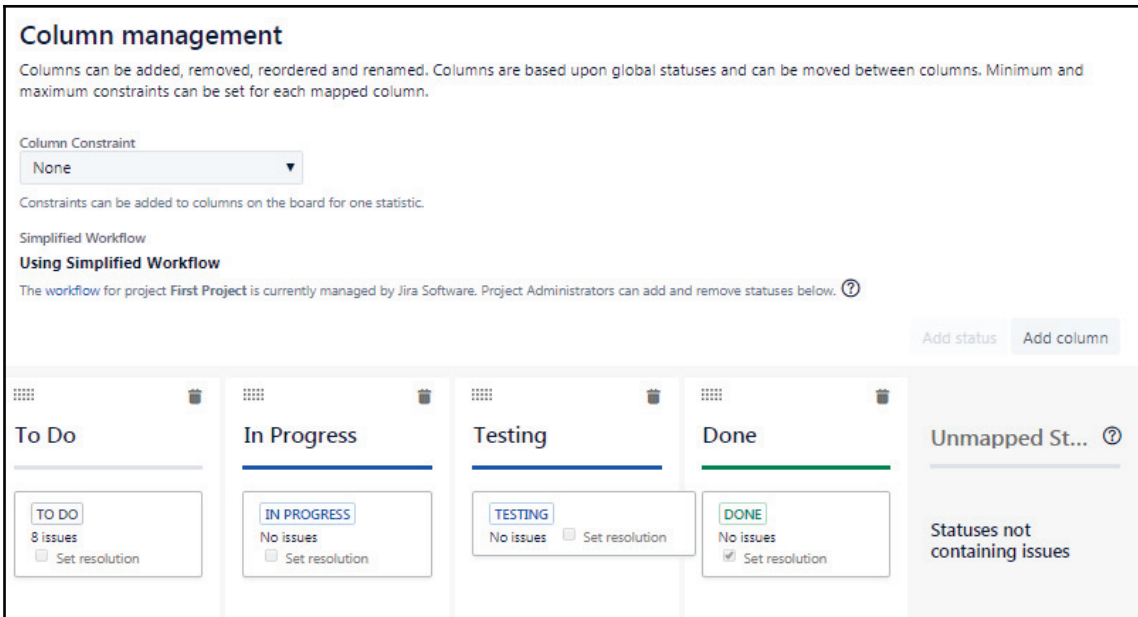 Column management
Columns can be added, removed, reordered and renamed. Columns are based upon global statuses and can be moved between columns. Minimum and
maximum constraints can be set for each mapped column.
Column Constraint
None
Constraints can be added to columns on the board for one statistic.
Simplified Workflow
Using Simplified Workflow
The workflow for project First Project is currently managed by Jira Software. Project Administrators can add and remove statuses below. ?
Add status Add column
To Do
In Progress
Testing
Done
Unmapped St... ?
TO DO
8 issues
Set resolution
IN PROGRESS
No issues
Set resolution
TESTING
No issues Set resolution
DONE
No issues
Set resolution
Statuses not
containing issues